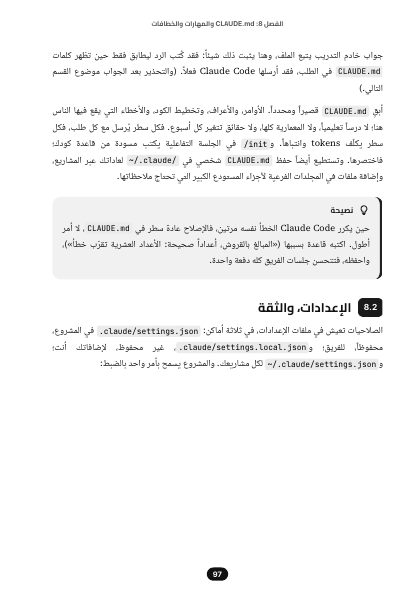 الفصل 8: CLAUDE.md والمهارات والخطافات
جواب خادم التدريب يتبع الملف، وهنا يثبت ذلك شيئاً: فقد كُتب الرد ليطابق فقط حين تظهر كلمات
CLAUDE.md في الطلب، فقد أرسلها Claude Code فعلاً. (والتحذير بعد الجواب موضوع القسم
التالي.)
أبقِ CLAUDE.md قصيراً ومحدداً. الأوامر، والأعراف، وتخطيط الكود، والأخطاء التي يقع فيها الناس
هنا؛ لا درساً تعليمياً، ولا المعمارية كلها، ولا حقائق تتغير كل أسبوع. فكل سطر يُرسل مع كل طلب، فكل
سطر يكلّف tokens وانتباهاً. و /init في الجلسة التفاعلية يكتب مسودة من قاعدة كودك؛
فاختصرها. وتستطيع أيضاً حفظ CLAUDE.md شخصي في ~/.claude/ لعاداتك عبر المشاريع،
وإضافة ملفات في المجلدات الفرعية لأجزاء المستودع الكبير التي تحتاج ملاحظاتها.
نصيحة
حين يكرر Claude Code الخطأ نفسه مرتين، فالإصلاح عادة سطر في CLAUDE.md ، لا أمر
أطول. اكتبه قاعدة بسببها («المبالغ بالقروش، أعداداً صحيحة: الأعداد العشرية تقرّب خطأً»)،
واحفظه، فتتحسن جلسات الفريق كله دفعة واحدة.
8.2 الإعدادات، والثقة
الصلاحيات تعيش في ملفات الإعدادات، في ثلاثة أماكن: .claude/settings.json في المشروع،
محفوظاً، للفريق؛ و .claude/settings.local.json ، غير محفوظ، لإضافاتك أنت؛
و ~/.claude/settings.json لكل مشاريعك. والمشروع يسمح بأمر واحد بالضبط:
97